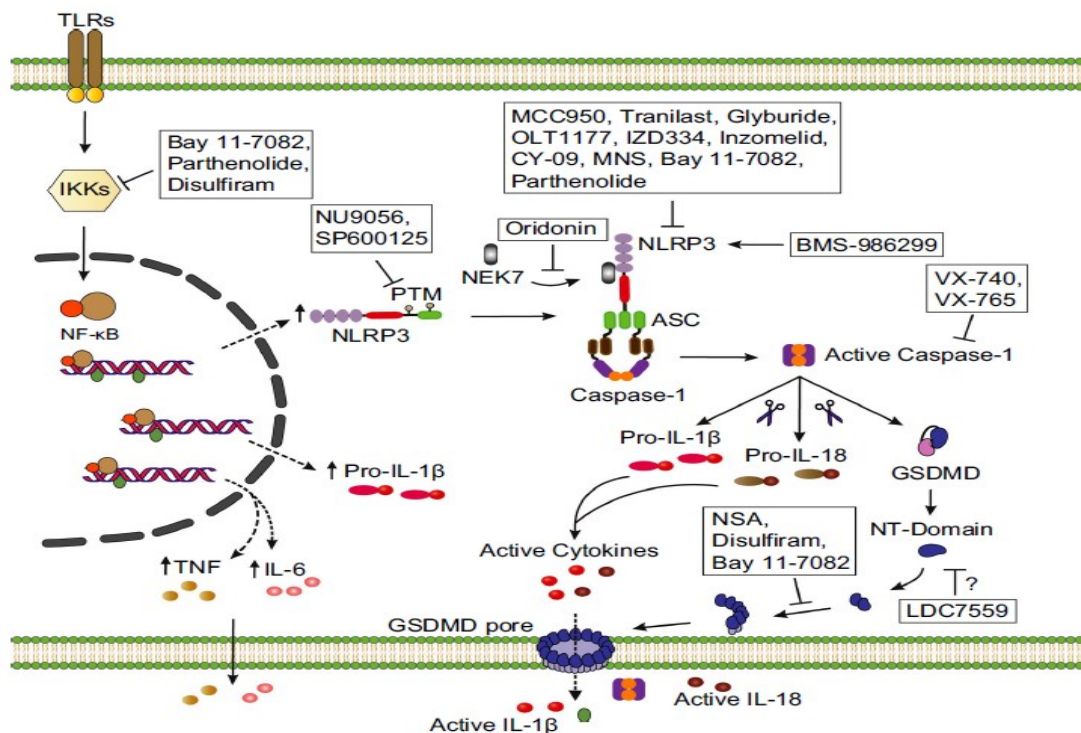 TLRs
MCC950, Tranilast, Glyburide,
OLT1177, IZD334, Inzomelid,
CY-09, MNS, Bay 11-7082,
Parthenolide
Bay 11-7082,
Parthenolide,
Disulfiram
IKKs
NU9056,
SP600125
Oridonin
NLRP3
BMS-986299
NEK7
PTM
VX-740,
VX-765
NF-κB
NLRP3
ASC
Active Caspase-1
Caspase-1
Pro-IL-1β
Pro-IL-18
GSDMD
Pro-IL-1β
NSA,
Disulfiram,
Bay 11-7082
NT-Domain
Active Cytokines
TNF
IL-6
?
LDC7559
GSDMD pore
Active IL-18
Active IL-1β